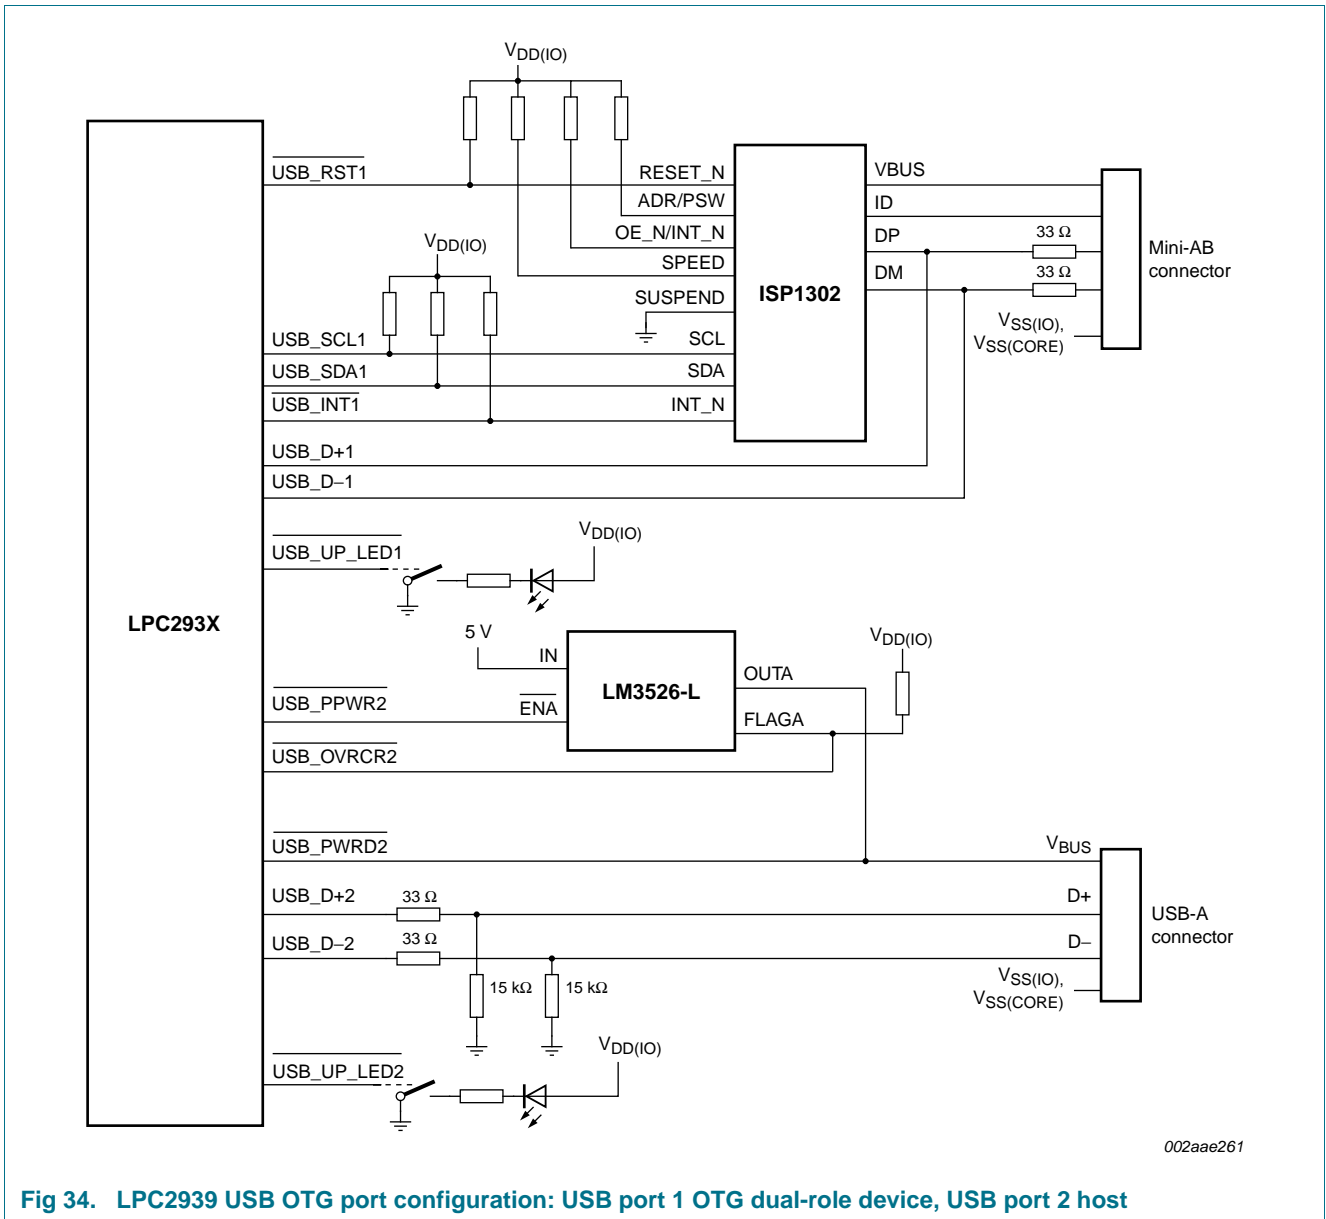 VDD(IO)
USB_RST1
RESET_N
VBUS
ADR/PSW
ID
OE_N/INT_N
DP
33 Ω
VDD(IO)
SPEED
DM
33 Ω
Mini-AB
connector
SUSPEND
ISP1302
VSS(IO),
VSS(CORE)
USB_SCL1
SCL
USB_SDA1
SDA
USB_INT1
INT_N
USB_D+1
USB_D−1
USB_UP_LED1
VDD(IO)
LPC293X
5 V
IN
VDD(IO)
LM3526-L
OUTA
USB_PPWR2
ENA
FLAGA
USB_OVRCR2
USB_PWRD2
VBUS
USB_D+2
33 Ω
D+
USB-A
connector
USB_D−2
33 Ω
D−
15 kΩ
15 kΩ
VSS(IO),
VSS(CORE)
VDD(IO)
USB_UP_LED2
002aae261
Fig 34. LPC2939 USB OTG port configuration: USB port 1 OTG dual-role device, USB port 2 host